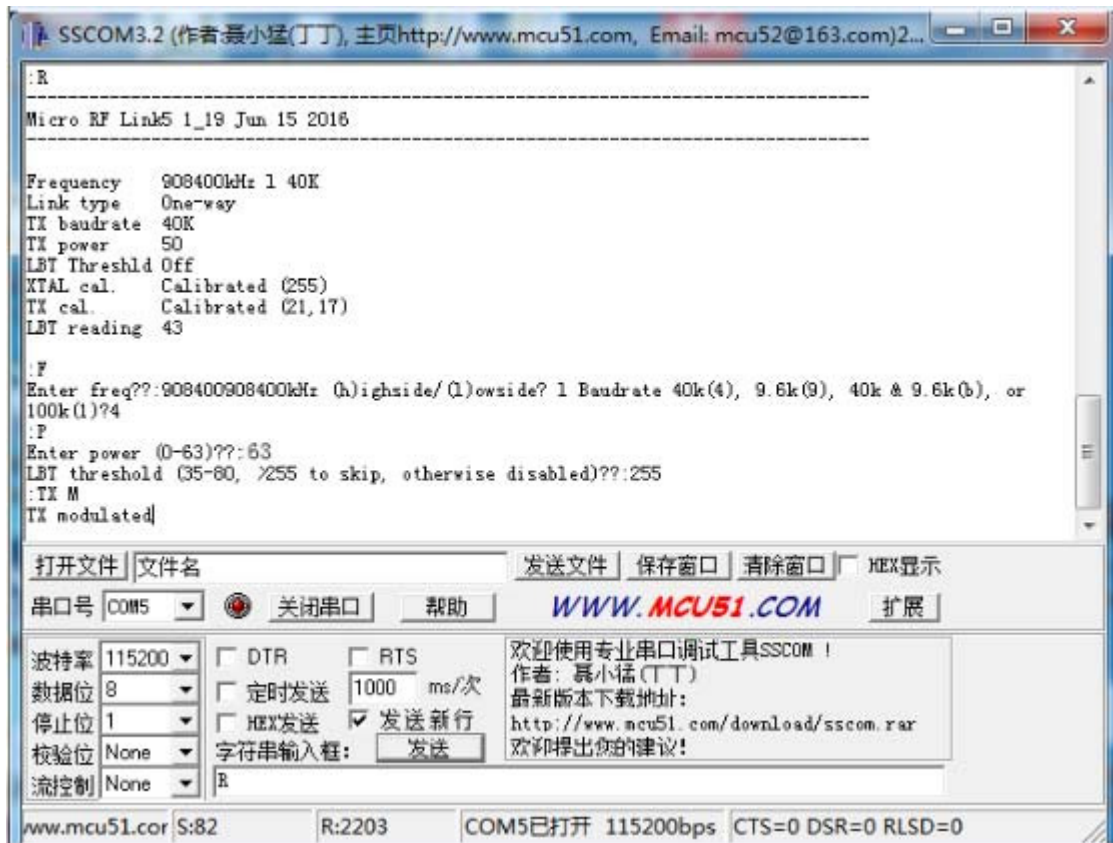 SSCOM3.2 (作者:聂小猛(丁丁), 主页http://www.mcu51.com, Email: mcu52@163.com)2...
:R
--------------------------------------------------------------------------------
Micro RF Link5 1_19 Jun 15 2016
--------------------------------------------------------------------------------
Frequency 908400kHz l 40K
Link type One-way
TX baudrate 40K
TX power 50
LBT Threshld Off
XTAL cal. Calibrated (255)
TX cal. Calibrated (21,17)
LBT reading 43
:F
Enter freq??:908400908400kHz (h)ighside/(l)owside? l Baudrate 40k(4), 9.6k(9), 40k & 9.6k(b), or
100k(1)?4
:P
Enter power (0-63)??:63
LBT threshold (35-80, >255 to skip, otherwise disabled)??:255
:TX M
TX modulated
打开文件 文件名 发送文件 保存窗口 清除窗口 HEX显示
串口号 COM5 关闭串口 帮助 WWW.MCU51.COM 扩展
波特率 115200 DTR RTS
数据位 8 定时发送 1000 ms/次
停止位 1 HEX发送 发送新行
校验位 None 字符串输入框: 发送
流控制 None R
欢迎使用专业串口调试工具SSCOM !
作者: 聂小猛(丁丁)
最新版本下载地址:
http://www.mcu51.com/download/sscom.rar
欢迎提出您的建议!
www.mcu51.cor S:82 R:2203 COM5已打开 115200bps CTS=0 DSR=0 RLSD=0